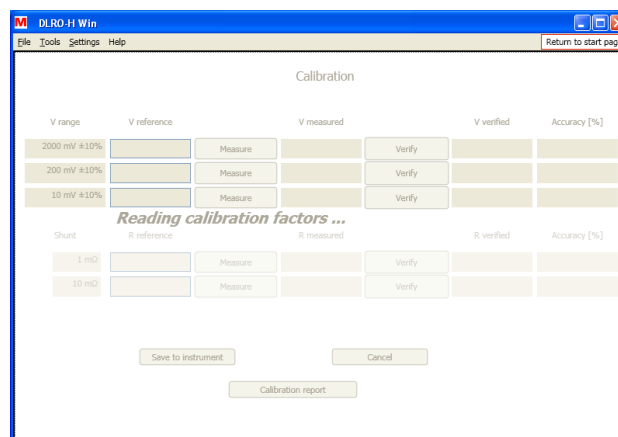 M DLRO-H Win
File Tools Settings Help Return to start pag
Calibration
V range V reference V measured V verified Accuracy [%]
2000 mV ±10% Measure Verify
200 mV ±10% Measure Verify
10 mV ±10% Measure Verify
Reading calibration factors ...
Shunt R reference R measured R verified Accuracy [%]
1 mΩ Measure Verify
10 mΩ Measure Verify
Save to instrument Cancel
Calibration report